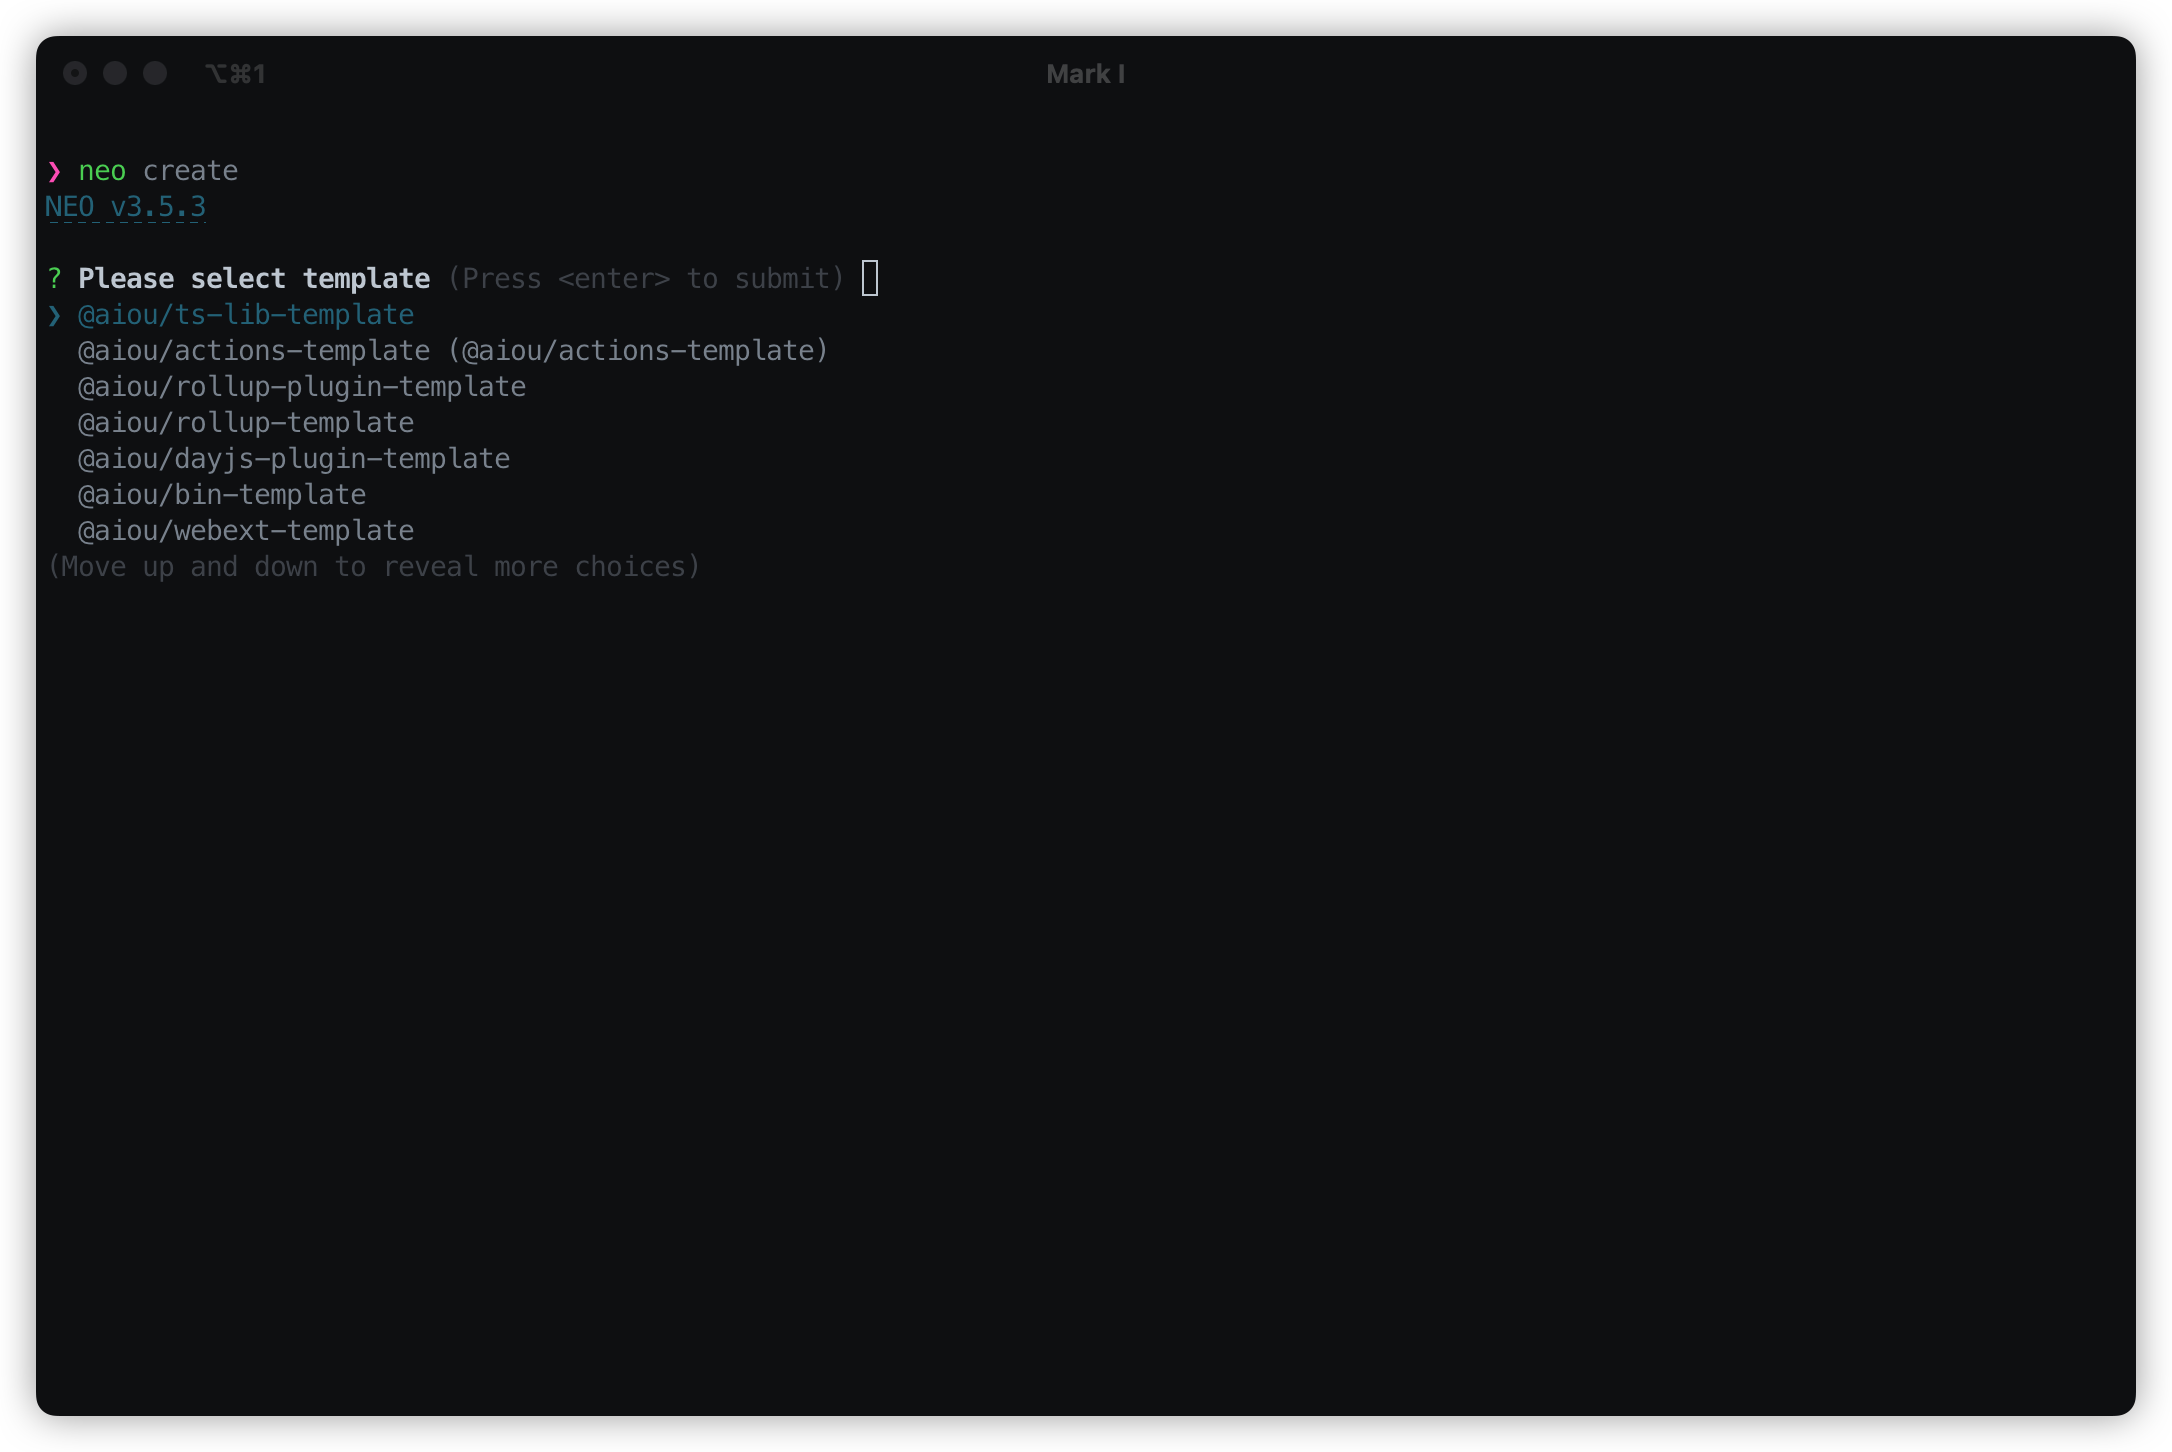 ⌥⌘1
Mark I
❯ neo create
NEO v3.5.3
? Please select template (Press <enter> to submit)
❯ @aiou/ts-lib-template
@aiou/actions-template (@aiou/actions-template)
@aiou/rollup-plugin-template
@aiou/rollup-template
@aiou/dayjs-plugin-template
@aiou/bin-template
@aiou/webext-template
(Move up and down to reveal more choices)